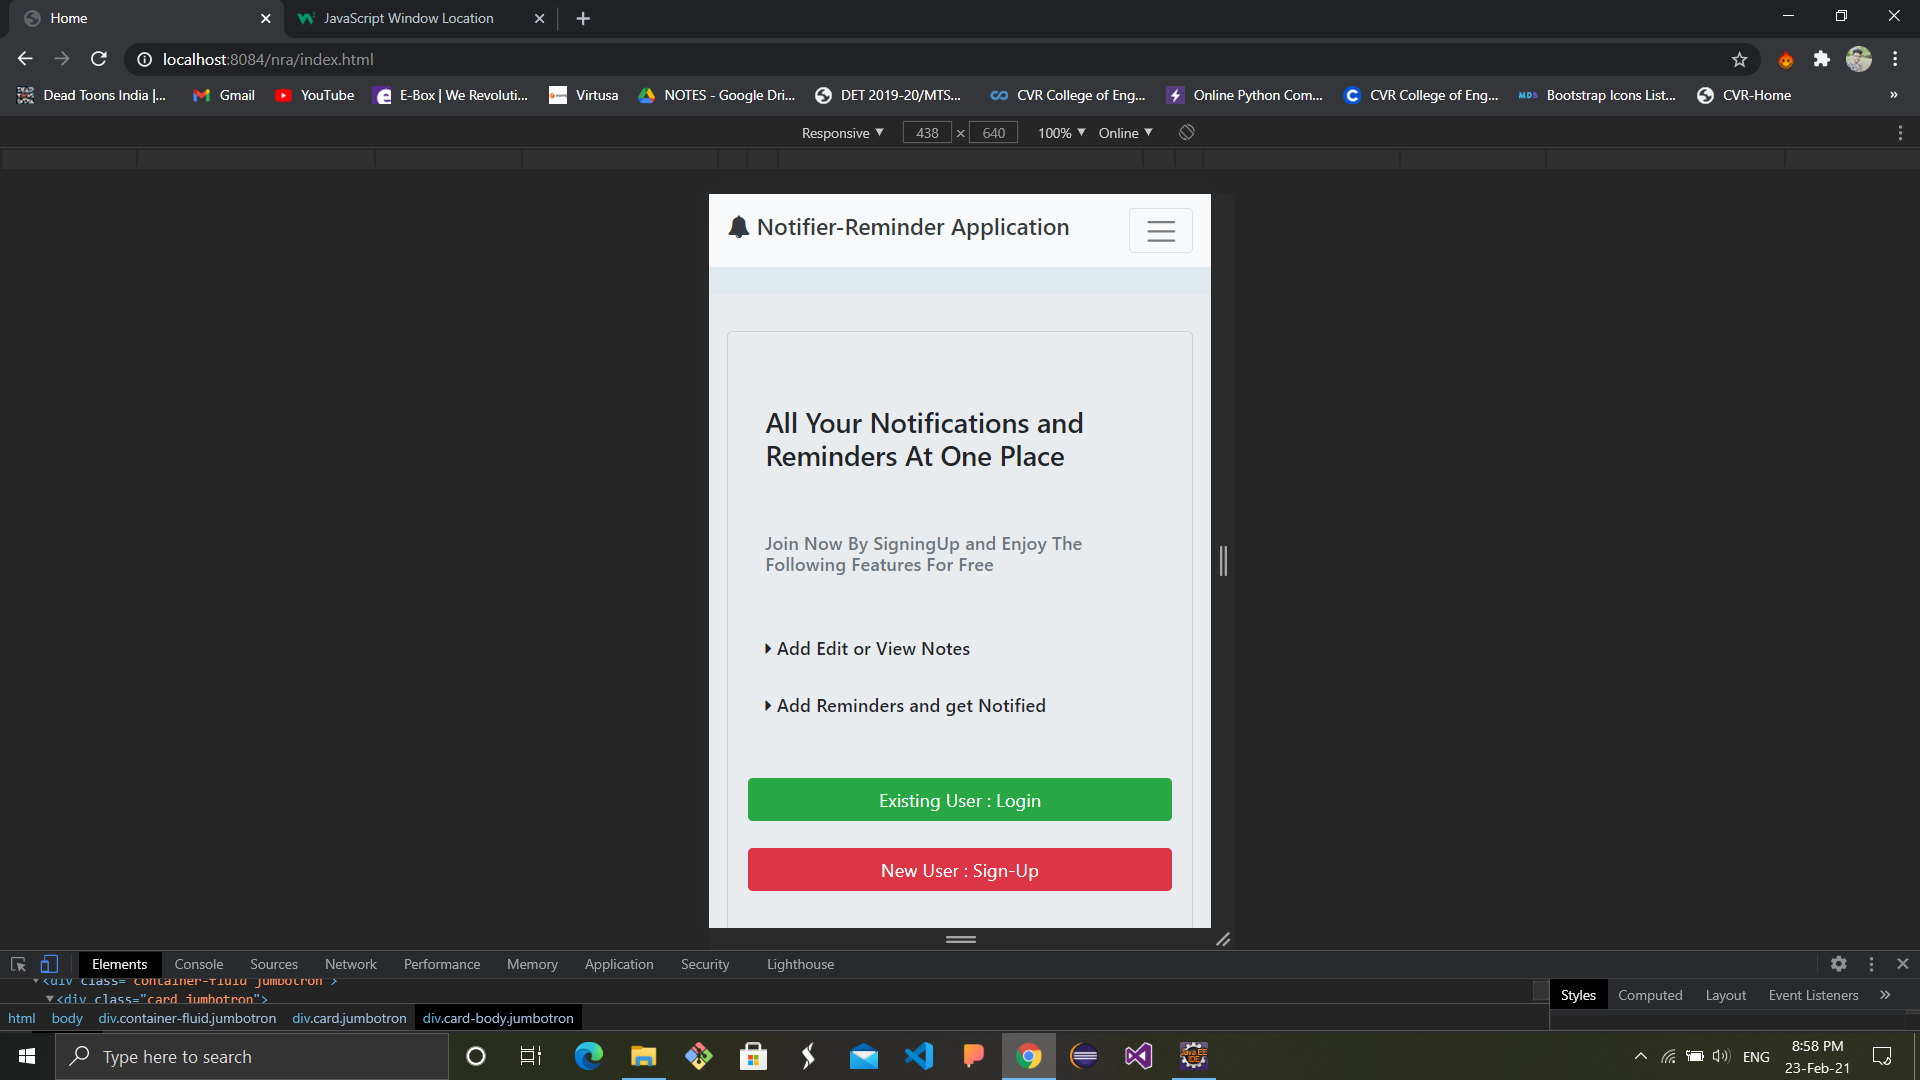 Home
JavaScript Window Location
localhost:8084/nra/index.html
Dead Toons India |... Gmail YouTube E-Box | We Revoluti... Virtusa NOTES - Google Dri... DET 2019-20/MTS... CVR College of Eng... Online Python Com... CVR College of Eng... MDB Bootstrap Icons List... CVR-Home »
Responsive 438 × 640 100% Online
Notifier-Reminder Application
All Your Notifications and
Reminders At One Place
Join Now By SigningUp and Enjoy The
Following Features For Free
Add Edit or View Notes
Add Reminders and get Notified
Existing User : Login
New User : Sign-Up
Elements Console Sources Network Performance Memory Application Security Lighthouse
<div class="container-fluid jumbotron">
<div class="card jumbotron">
Styles Computed Layout Event Listeners »
html body div.container-fluid.jumbotron div.card.jumbotron div.card-body.jumbotron
Type here to search
Java EE
IDE
ENG
8:58 PM
23-Feb-21